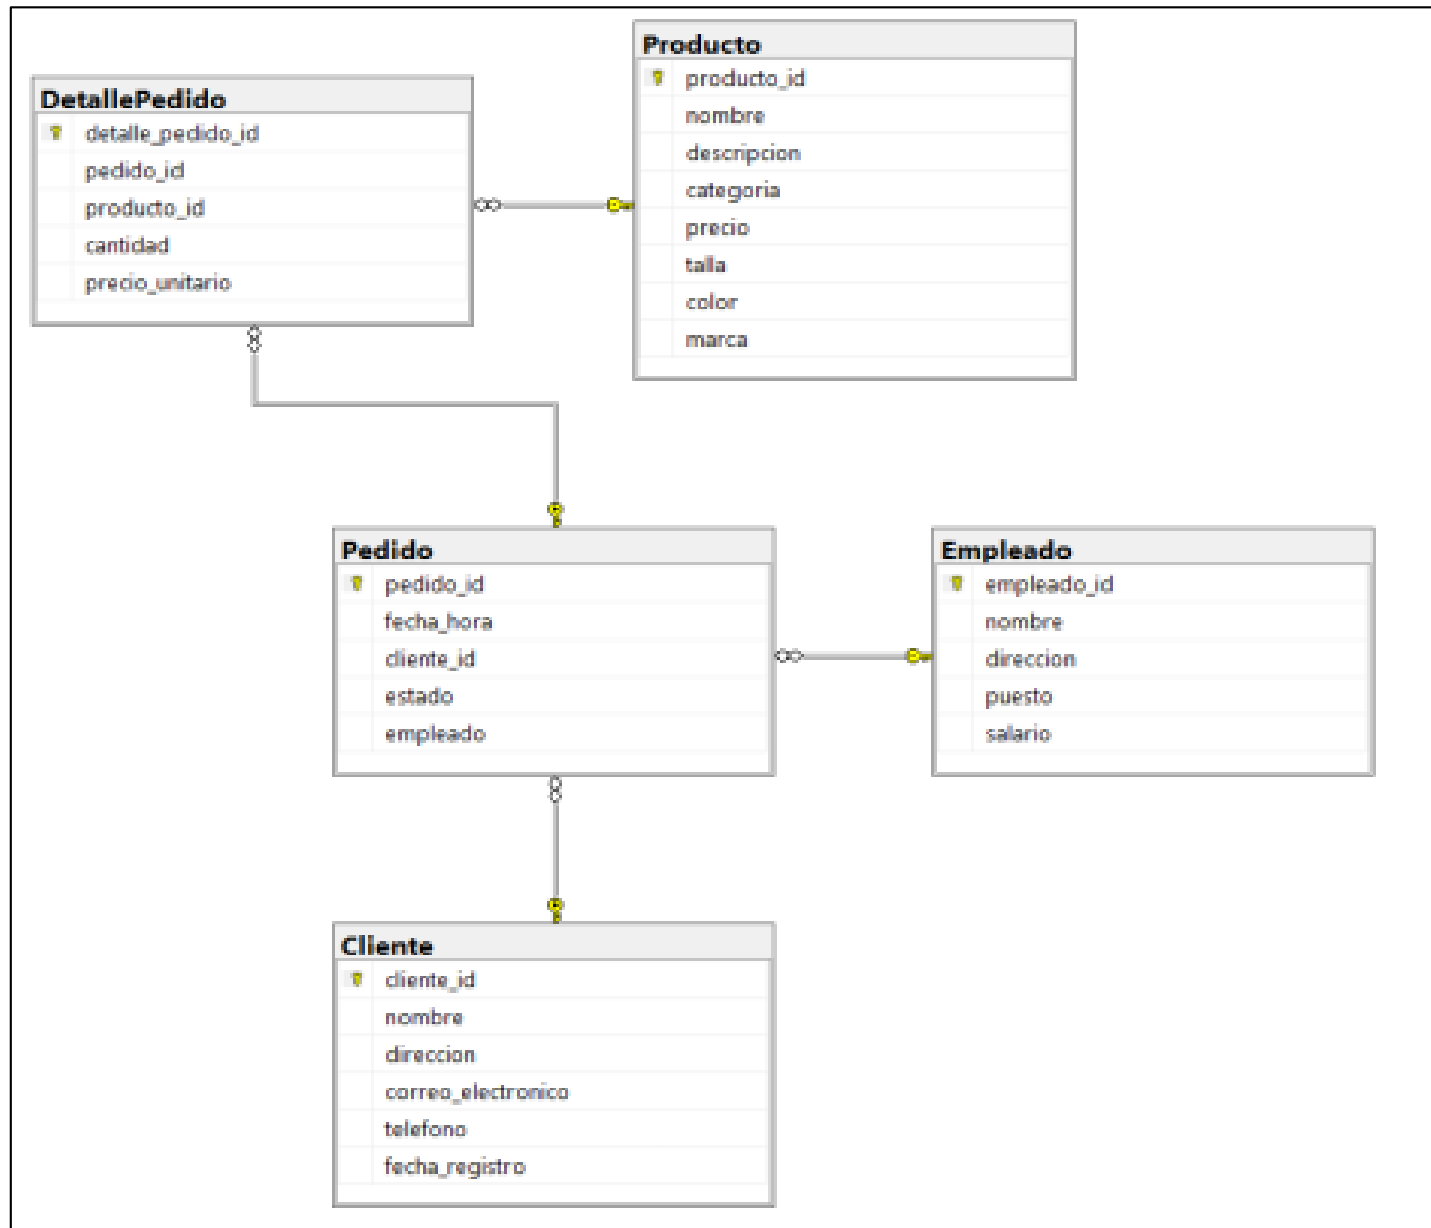 Producto
producto_id
nombre
descripcion
categoria
precio
talla
color
marca
DetallePedido
detalle_pedido_id
pedido_id
producto_id
cantidad
precio_unitario
Pedido
pedido_id
fecha_hora
cliente_id
estado
empleado
Empleado
empleado_id
nombre
direccion
puesto
salario
Cliente
cliente_id
nombre
direccion
correo_electronico
telefono
fecha_registro